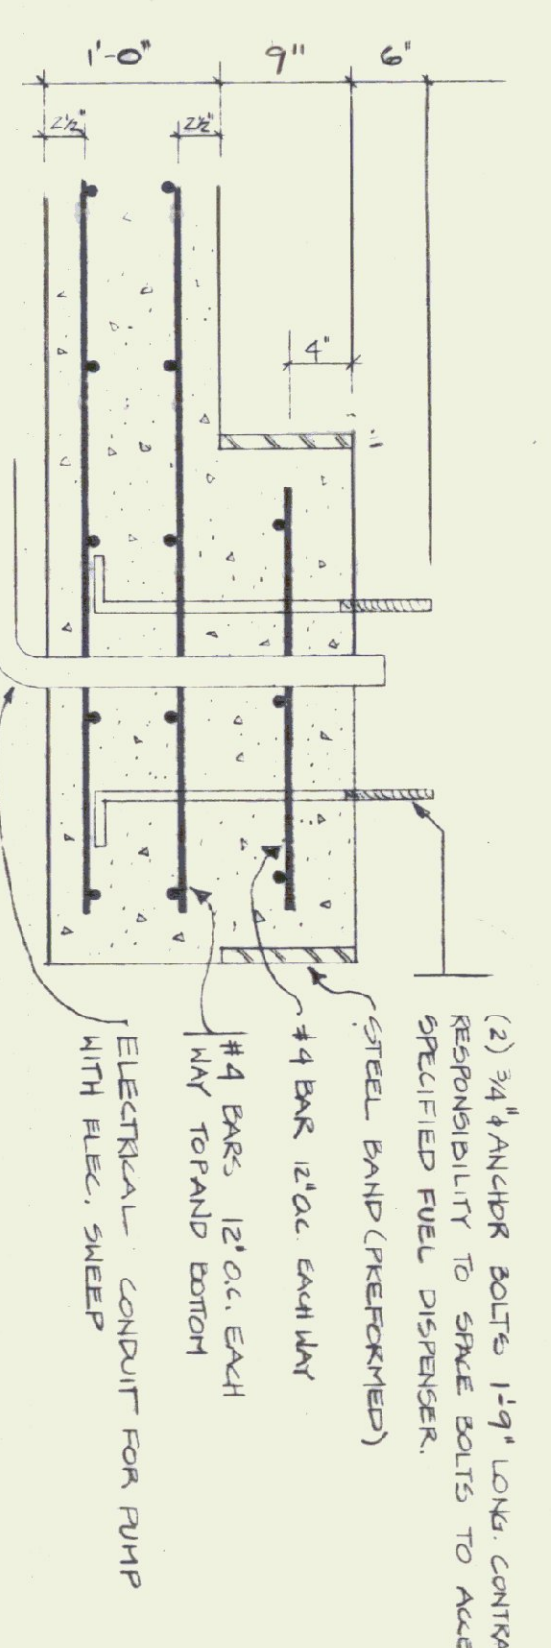 1'-0"
9"
6"
2½"
2½"
4"
(2) 3/4"ϕ ANCHOR BOLTS 1'-9" LONG. CONTRA
RESPONSIBILITY TO SPACE BOLTS TO ACCE
SPECIFIED FUEL DISPENSER.
STEEL BAND (PREFORMED)
#4 BAR 12"O.C. EACH WAY
#4 BARS 12" O.C. EACH
WAY TOP AND BOTTOM
ELECTRICAL CONDUIT FOR PUMP
WITH ELEC. SWEEP